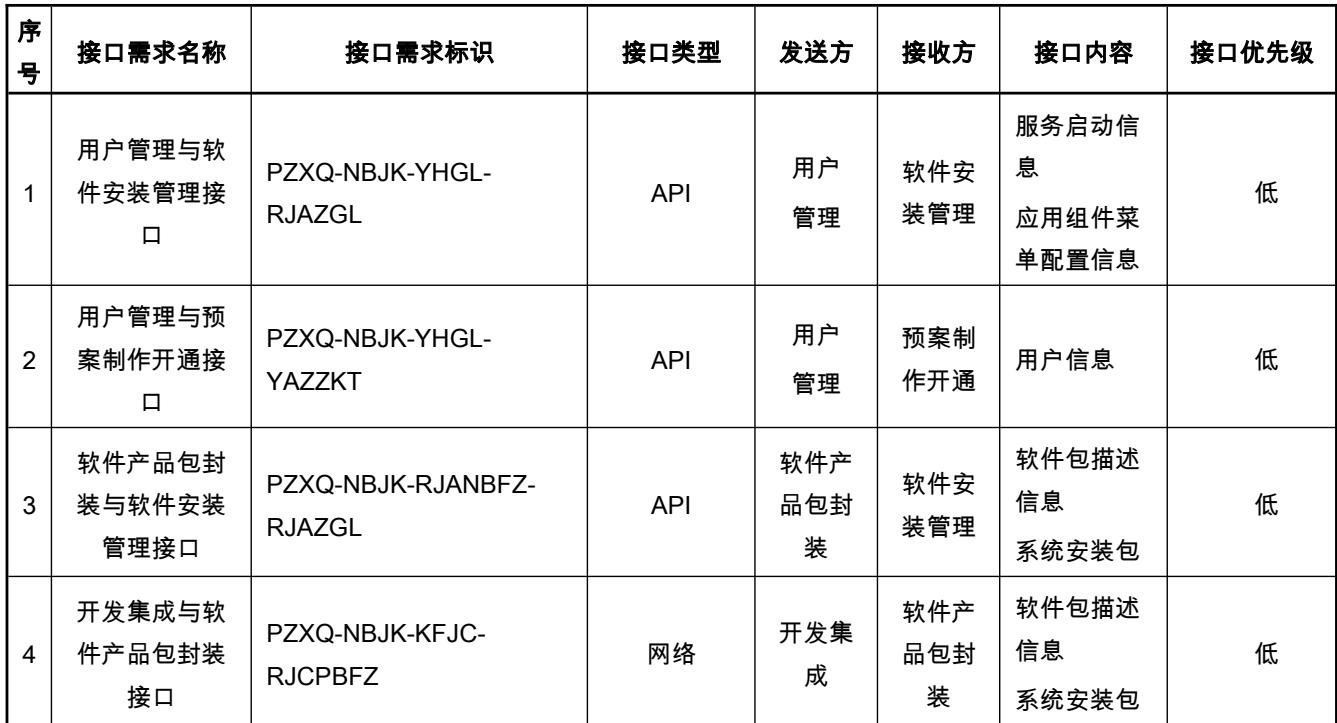 序号 接口需求名称 接口需求标识 接口类型 发送方 接收方 接口内容 接口优先级
1
用户管理与软
件安装管理接
口
PZXQ-NBJK-YHGL-
RJAZGL
API
用户
管理
软件安
装管理
服务启动信
息
应用组件菜
单配置信息
低
2
用户管理与预
案制作开通接
口
PZXQ-NBJK-YHGL-
YAZZKT
API
用户
管理
预案制
作开通
用户信息
低
3
软件产品包封
装与软件安装
管理接口
PZXQ-NBJK-RJANBFZ-
RJAZGL
API
软件产
品包封
装
软件安
装管理
软件包描述
信息
系统安装包
低
4
开发集成与软
件产品包封装
接口
PZXQ-NBJK-KFJC-
RJCPBFZ
网络
开发集
成
软件产
品包封
装
软件包描述
信息
系统安装包
低